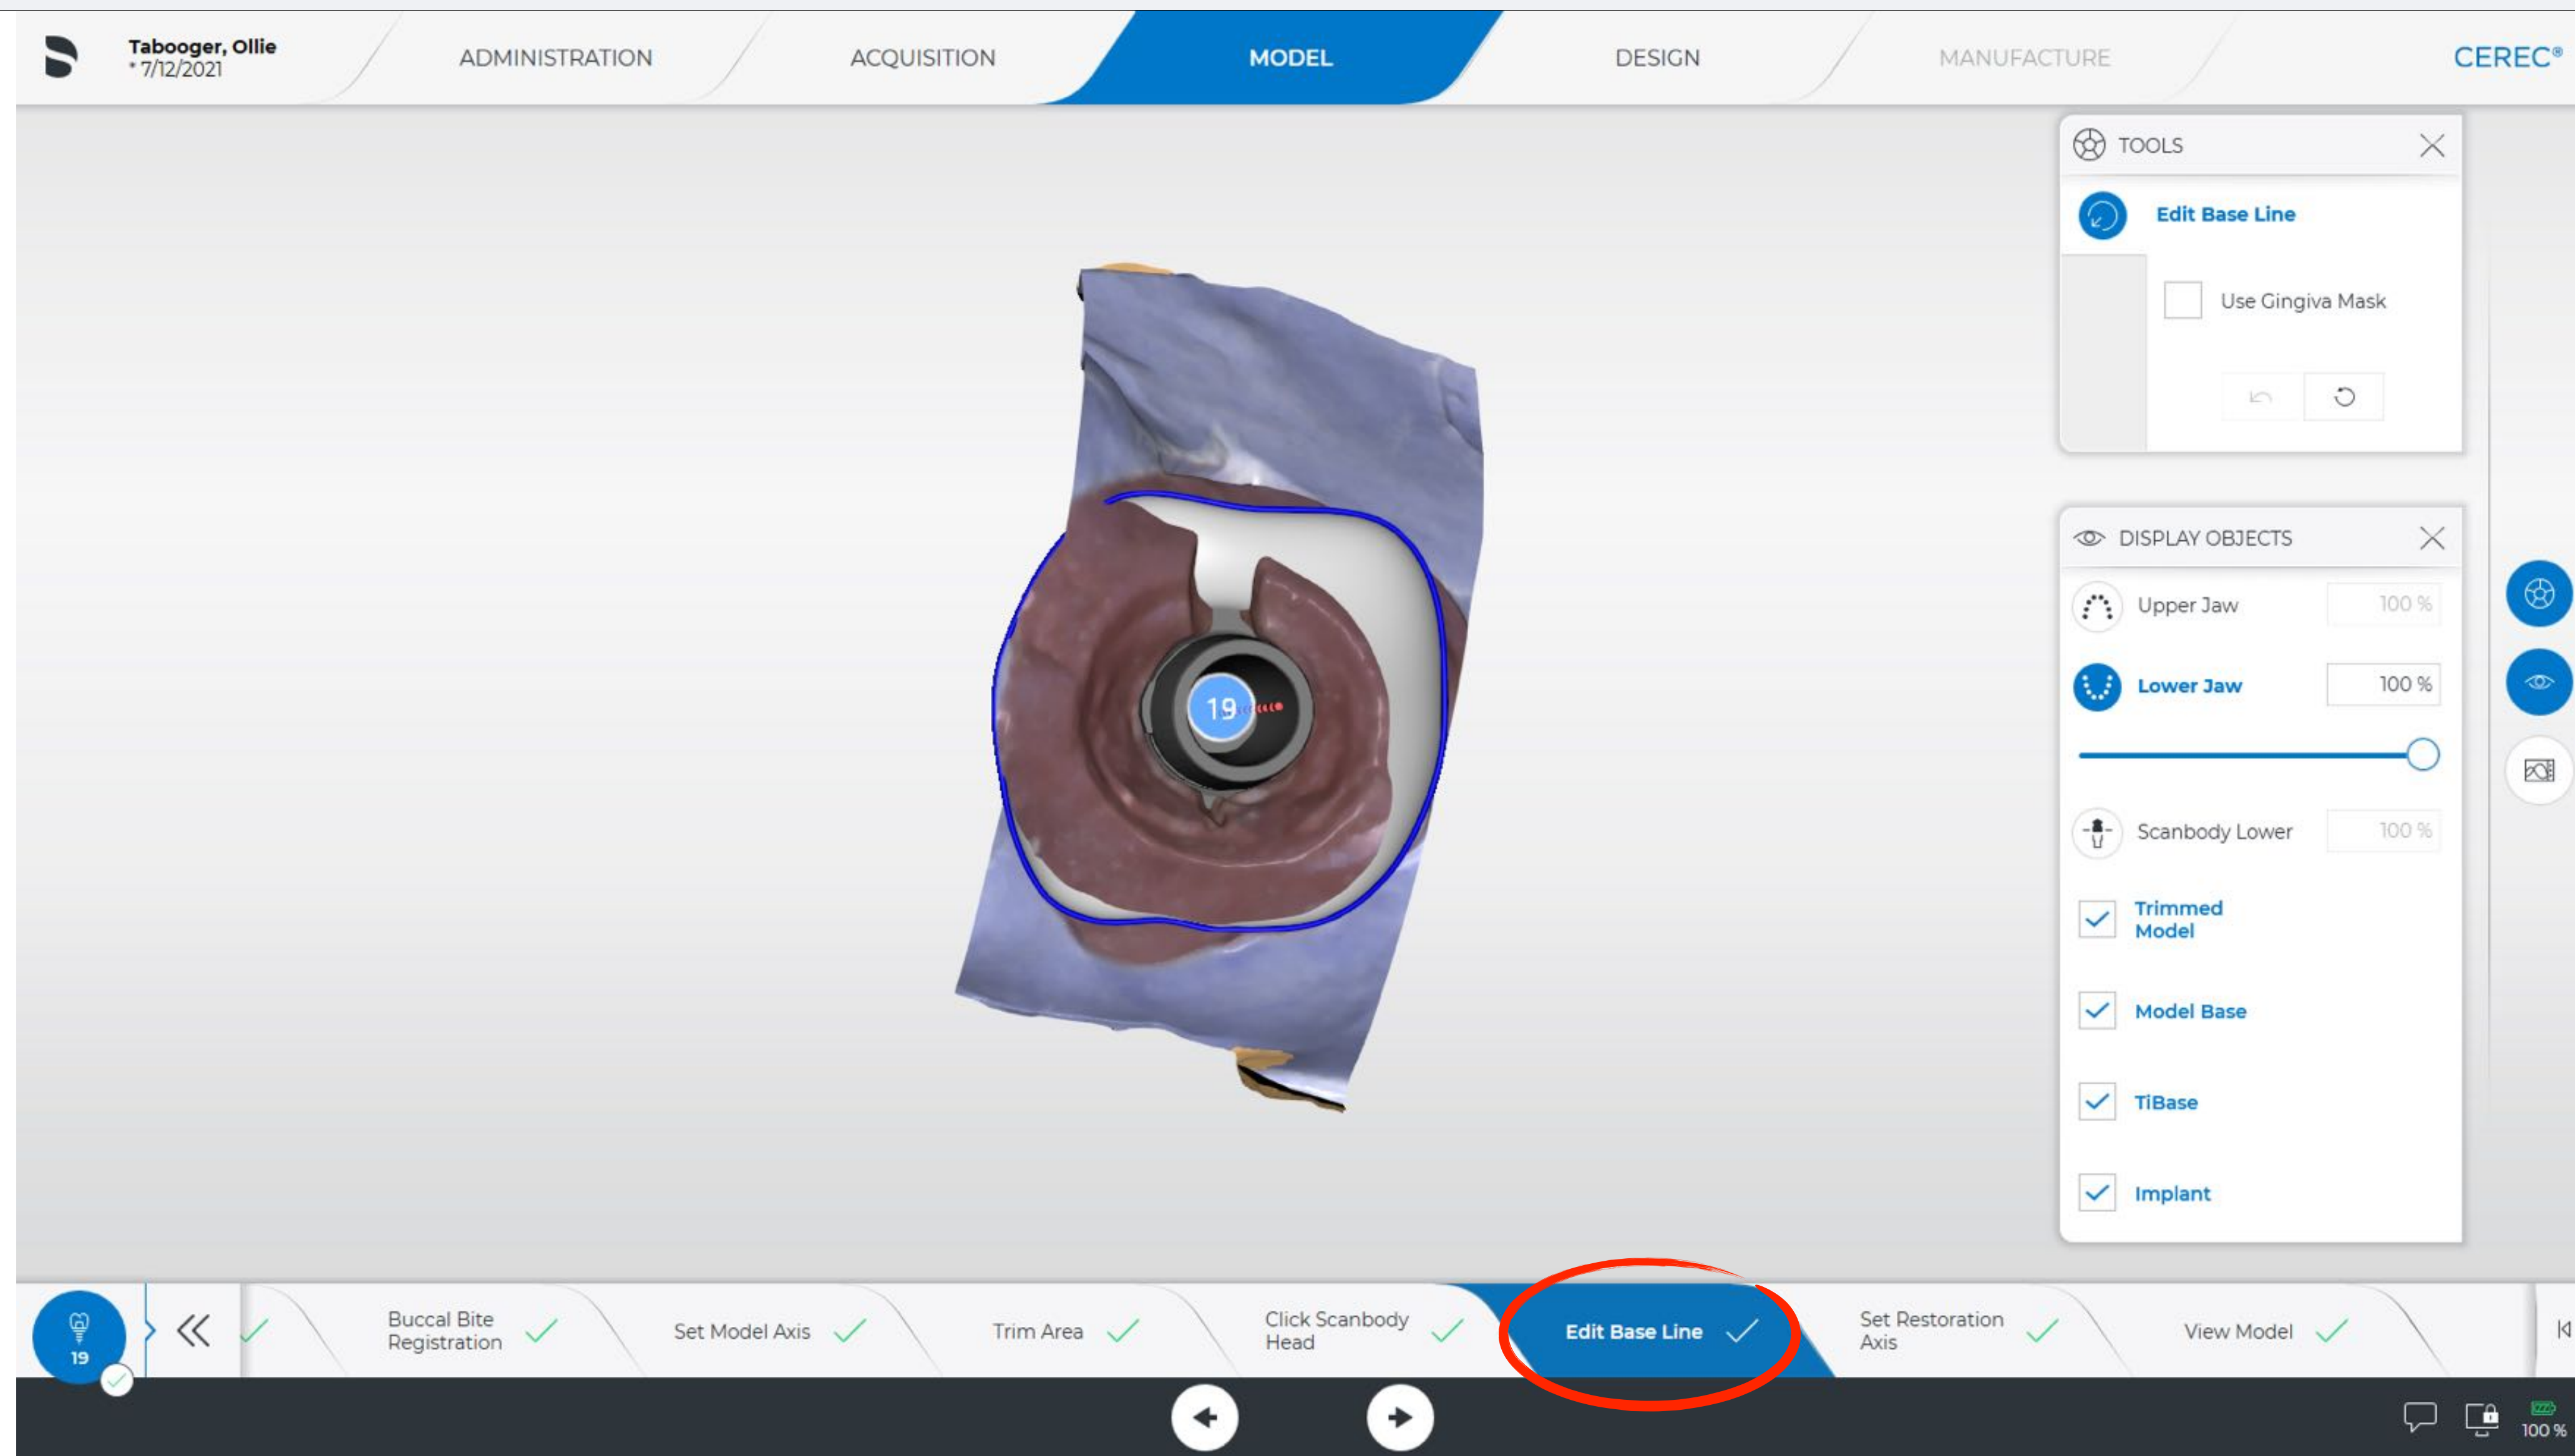 Tabooger, Ollie
* 7/12/2021
ADMINISTRATION
ACQUISITION
MODEL
DESIGN
MANUFACTURE
CEREC®
TOOLS
Edit Base Line
Use Gingiva Mask
DISPLAY OBJECTS
Upper Jaw 100 %
Lower Jaw 100 %
Scanbody Lower 100 %
Trimmed
Model
Model Base
TiBase
Implant
19
19
Buccal Bite
Registration
Set Model Axis
Trim Area
Click Scanbody
Head
Edit Base Line
Set Restoration
Axis
View Model
100 %